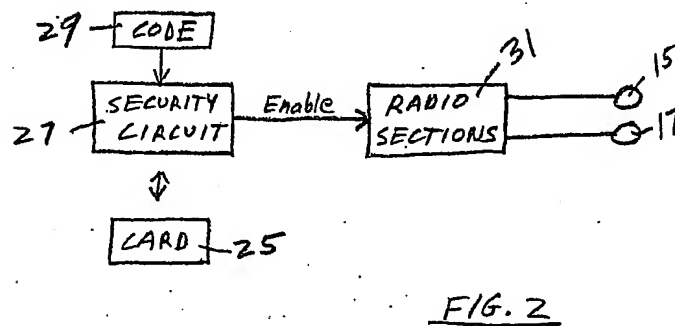 29 CODE
31
15
SECURITY CIRCUIT
Enable
RADIO SECTIONS
27
17
CARD 25
FIG. 2